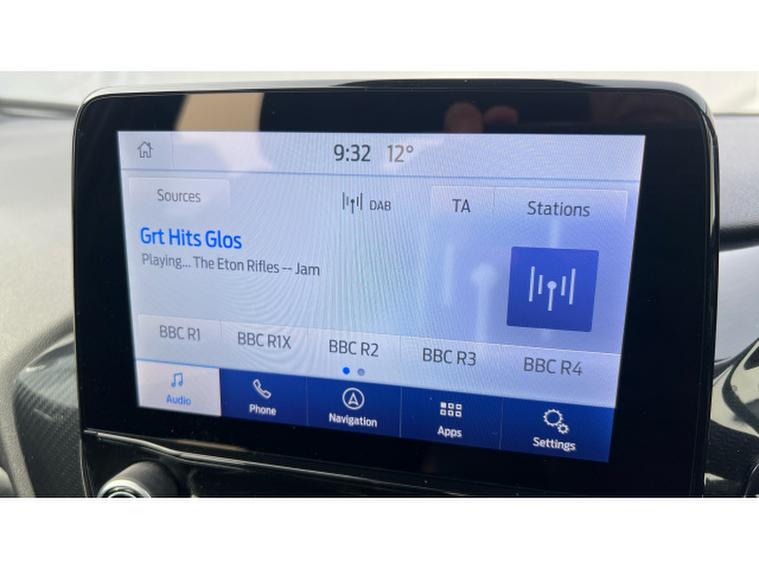 9:32 12°
Sources DAB TA Stations
Grt Hits Glos
Playing... The Eton Rifles -- Jam
BBC R1 BBC R1X BBC R2 BBC R3 BBC R4
Audio Phone Navigation Apps Settings